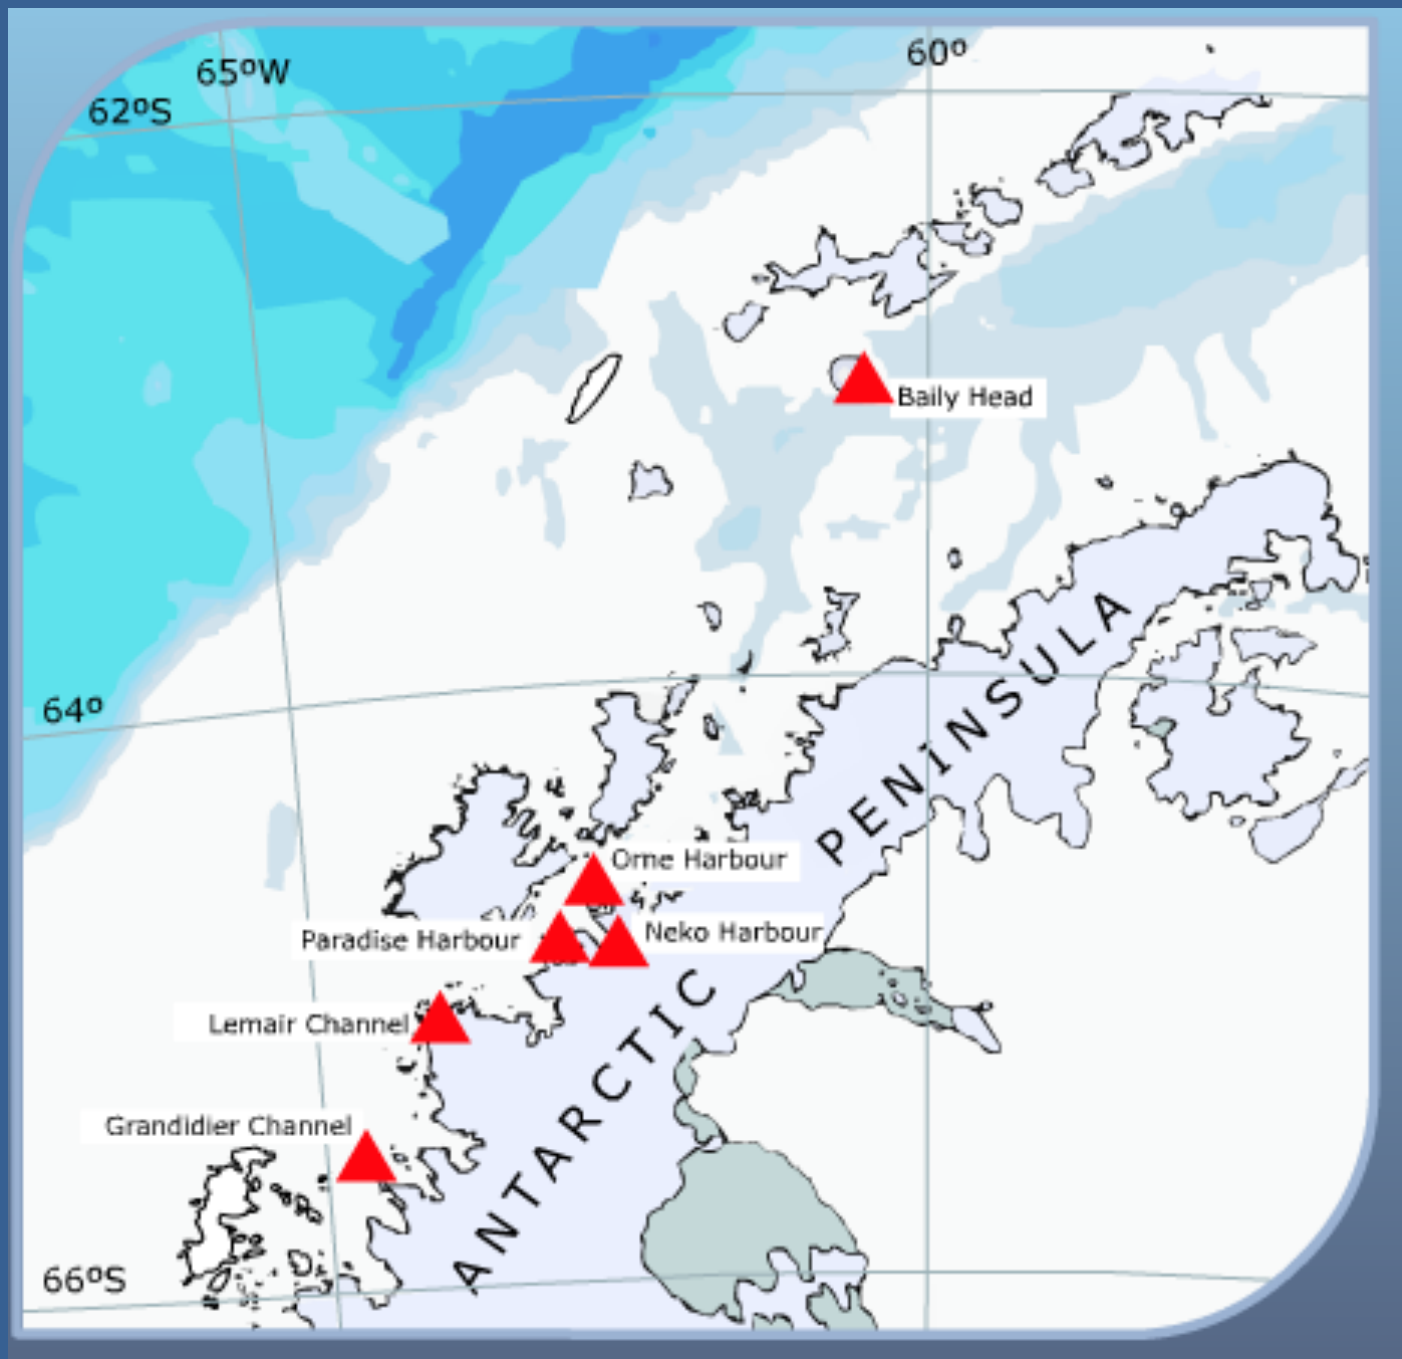 65ºW
60º
62ºS
Baily Head
64º
PENINSULA
Orne Harbour
Neko Harbour
Paradise Harbour
ANTARCTIC
Lemair Channel
Grandidier Channel
66ºS